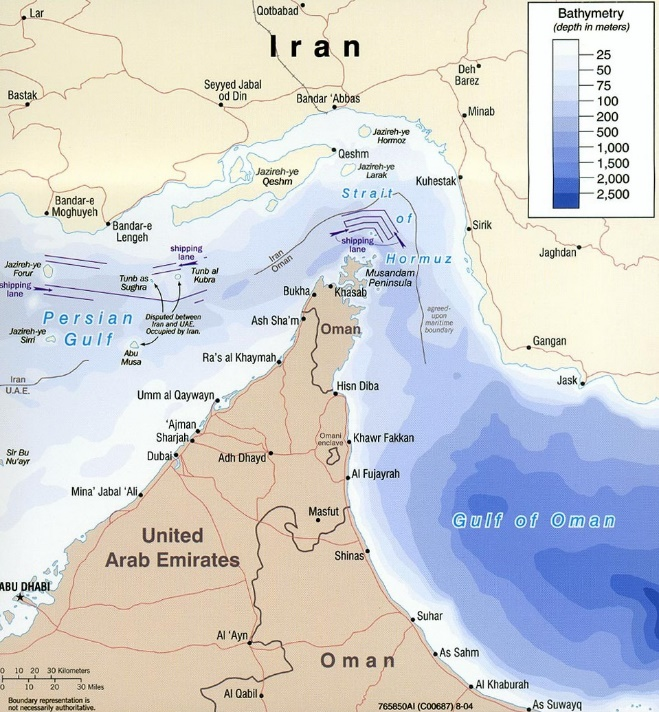 Qotbabad
Lar
Iran
Bathymetry
(depth in meters)
25
50
75
100
200
500
1,000
1,500
2,000
2,500
Deh
Barez
Bastak
Seyyed Jabal
od Din
Bandar 'Abbas
Minab
Jazireh-ye
Hormoz
Qeshm
Jazireh-ye
Larak
Jazireh-ye
Qeshm
Kuhestak
Strait
of
Hormuz
Bandar-e
Moghuyeh
Bandar-e
Lengeh
Sirik
Jaghdan
shipping
lane
shipping
lane
Iran
Oman
Jazireh-ye
Forur
Tunb as
Sughra
Tunb al
Kubra
shipping
lane
Musandam
Peninsula
Bukha
Khasab
Persian
Gulf
Disputed between
Iran and UAE.
Occupied by Iran.
Ash Sha'm
Oman
agreed-
upon
maritime
boundary
Jazireh-ye
Sirri
Abu
Musa
Gangan
Ra's al Khaymah
Jask
Iran
U.A.E.
Hisn Diba
Umm al Qaywayn
'Ajman
Sharjah
Dubai
Omani
enclave
Khawr Fakkan
Adh Dhayd
Sir Bu
Nu'ayr
Al Fujayrah
Mina' Jabal 'Ali
Masfut
Gulf of Oman
United
Arab Emirates
Shinas
ABU DHABI
Suhar
Al 'Ayn
As Sahm
Oman
0 10 20 30 Kilometers
0 10 20 30 Miles
Al Qabil
Al Khaburah
Boundary representation is
not necessarily authoritative.
765850AI (C00687) 8-04
As Suwayq